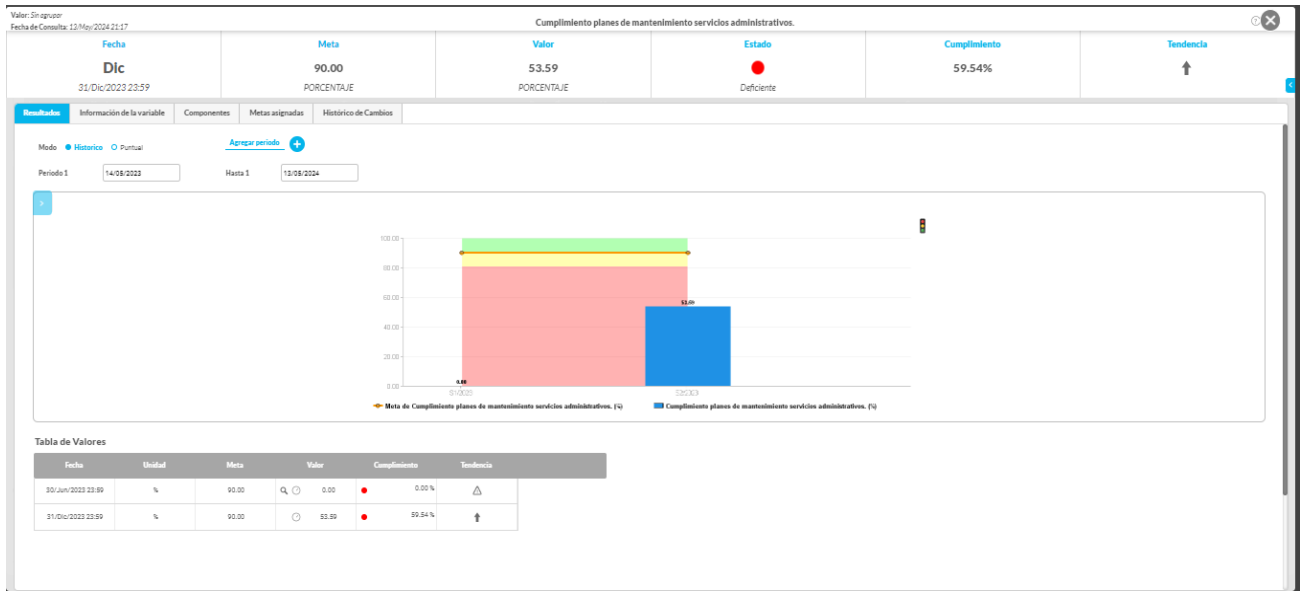 Valor: Sin agrupar
Fecha de Consulta: 13/May/2024 21:17
Cumplimiento planes de mantenimiento servicios administrativos.
Fecha Meta Valor Estado Cumplimiento Tendencia
Dic 90.00 53.59 59.54%
31/Dic/2023 23:59 PORCENTAJE PORCENTAJE Deficiente
Resultados Información de la variable Componentes Metas asignadas Histórico de Cambios
Modo Historico Puntual Agregar periodo
Periodo 1 14/05/2023 Hasta 1 13/05/2024
100.00
80.00
60.00
53.59
40.00
20.00
0.00
0.00
S1/2023 S2/2023
Meta de Cumplimiento planes de mantenimiento servicios administrativos. (%) Cumplimiento planes de mantenimiento servicios administrativos. (%)
Tabla de Valores
Fecha Unidad Meta Valor Cumplimiento Tendencia
30/Jun/2023 23:59 % 90.00 0.00 0.00 %
31/Dic/2023 23:59 % 90.00 53.59 59.54 %